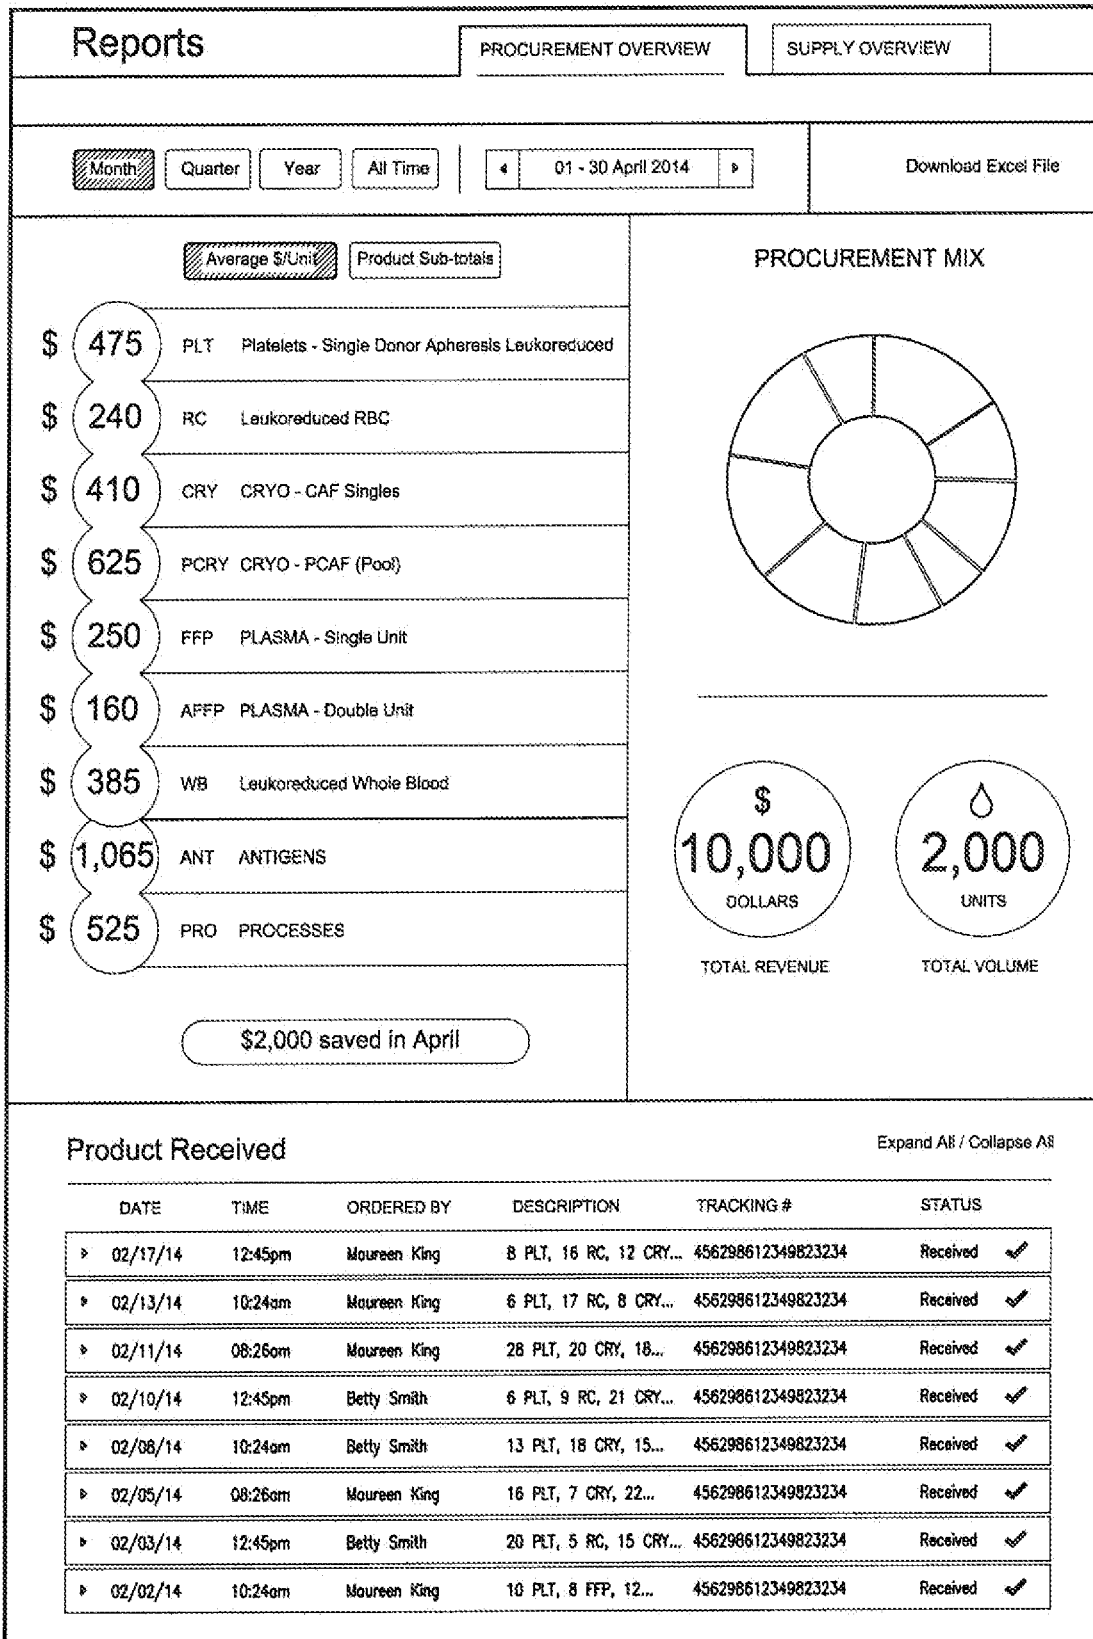 Reports
PROCUREMENT OVERVIEW
SUPPLY OVERVIEW
Month Quarter Year All Time 01 - 30 April 2014 Download Excel File
Average $/Unit Product Sub-totals
$ 475 PLT Platelets - Single Donor Apheresis Leukoreduced
$ 240 RC Leukoreduced RBC
$ 410 CRY CRYO - CAF Singles
$ 625 PCRY CRYO - PCAF (Pool)
$ 250 FFP PLASMA - Single Unit
$ 160 AFFP PLASMA - Double Unit
$ 385 WB Leukoreduced Whole Blood
$ 1,065 ANT ANTIGENS
$ 525 PRO PROCESSES
$2,000 saved in April
PROCUREMENT MIX
$
10,000
DOLLARS
TOTAL REVENUE
2,000
UNITS
TOTAL VOLUME
Product Received
Expand All / Collapse All
DATE TIME ORDERED BY DESCRIPTION TRACKING # STATUS
02/17/14 12:45pm Maureen King 8 PLT, 16 RC, 12 CRY... 456298612349823234 Received
02/13/14 10:24am Maureen King 6 PLT, 17 RC, 8 CRY... 456298612349823234 Received
02/11/14 08:26am Maureen King 28 PLT, 20 CRY, 18... 456298612349823234 Received
02/10/14 12:45pm Betty Smith 6 PLT, 9 RC, 21 CRY... 456298612349823234 Received
02/08/14 10:24am Betty Smith 13 PLT, 18 CRY, 15... 456298612349823234 Received
02/05/14 08:26am Maureen King 16 PLT, 7 CRY, 22... 456298612349823234 Received
02/03/14 12:45pm Betty Smith 20 PLT, 5 RC, 15 CRY... 456298612349823234 Received
02/02/14 10:24am Maureen King 10 PLT, 8 FFP, 12... 456298612349823234 Received